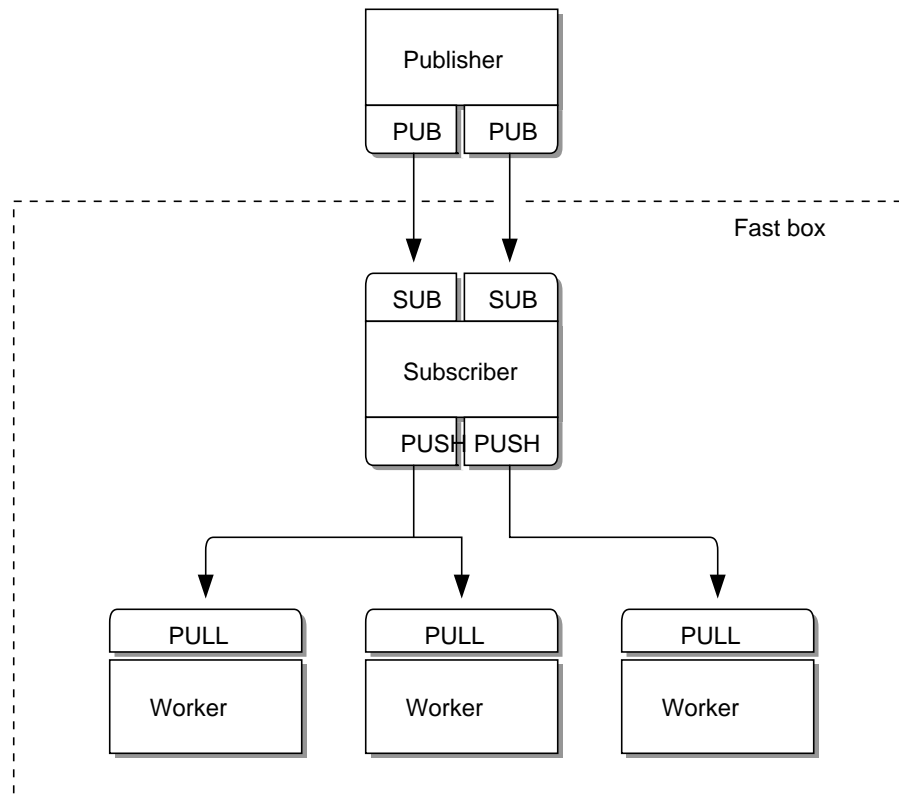 Publisher
PUB PUB
Fast box
SUB SUB
Subscriber
PUSH PUSH
PULL PULL PULL
Worker Worker Worker